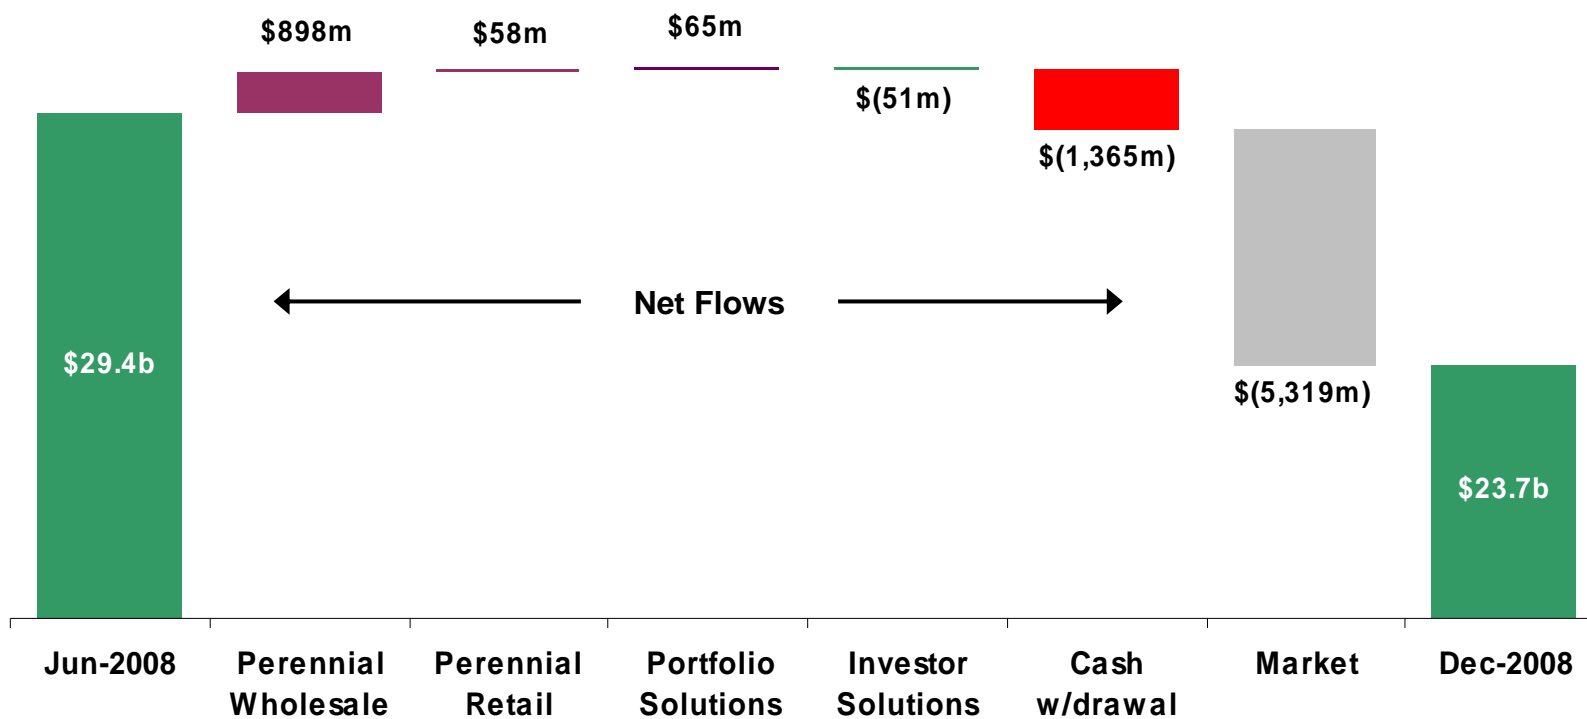 $898m
$58m
$65m
$(51m)
$(1,365m)
Net Flows
$29.4b
$(5,319m)
$23.7b
Jun-2008
Perennial
Wholesale
Perennial
Retail
Portfolio
Solutions
Investor
Solutions
Cash
w/drawal
Market
Dec-2008